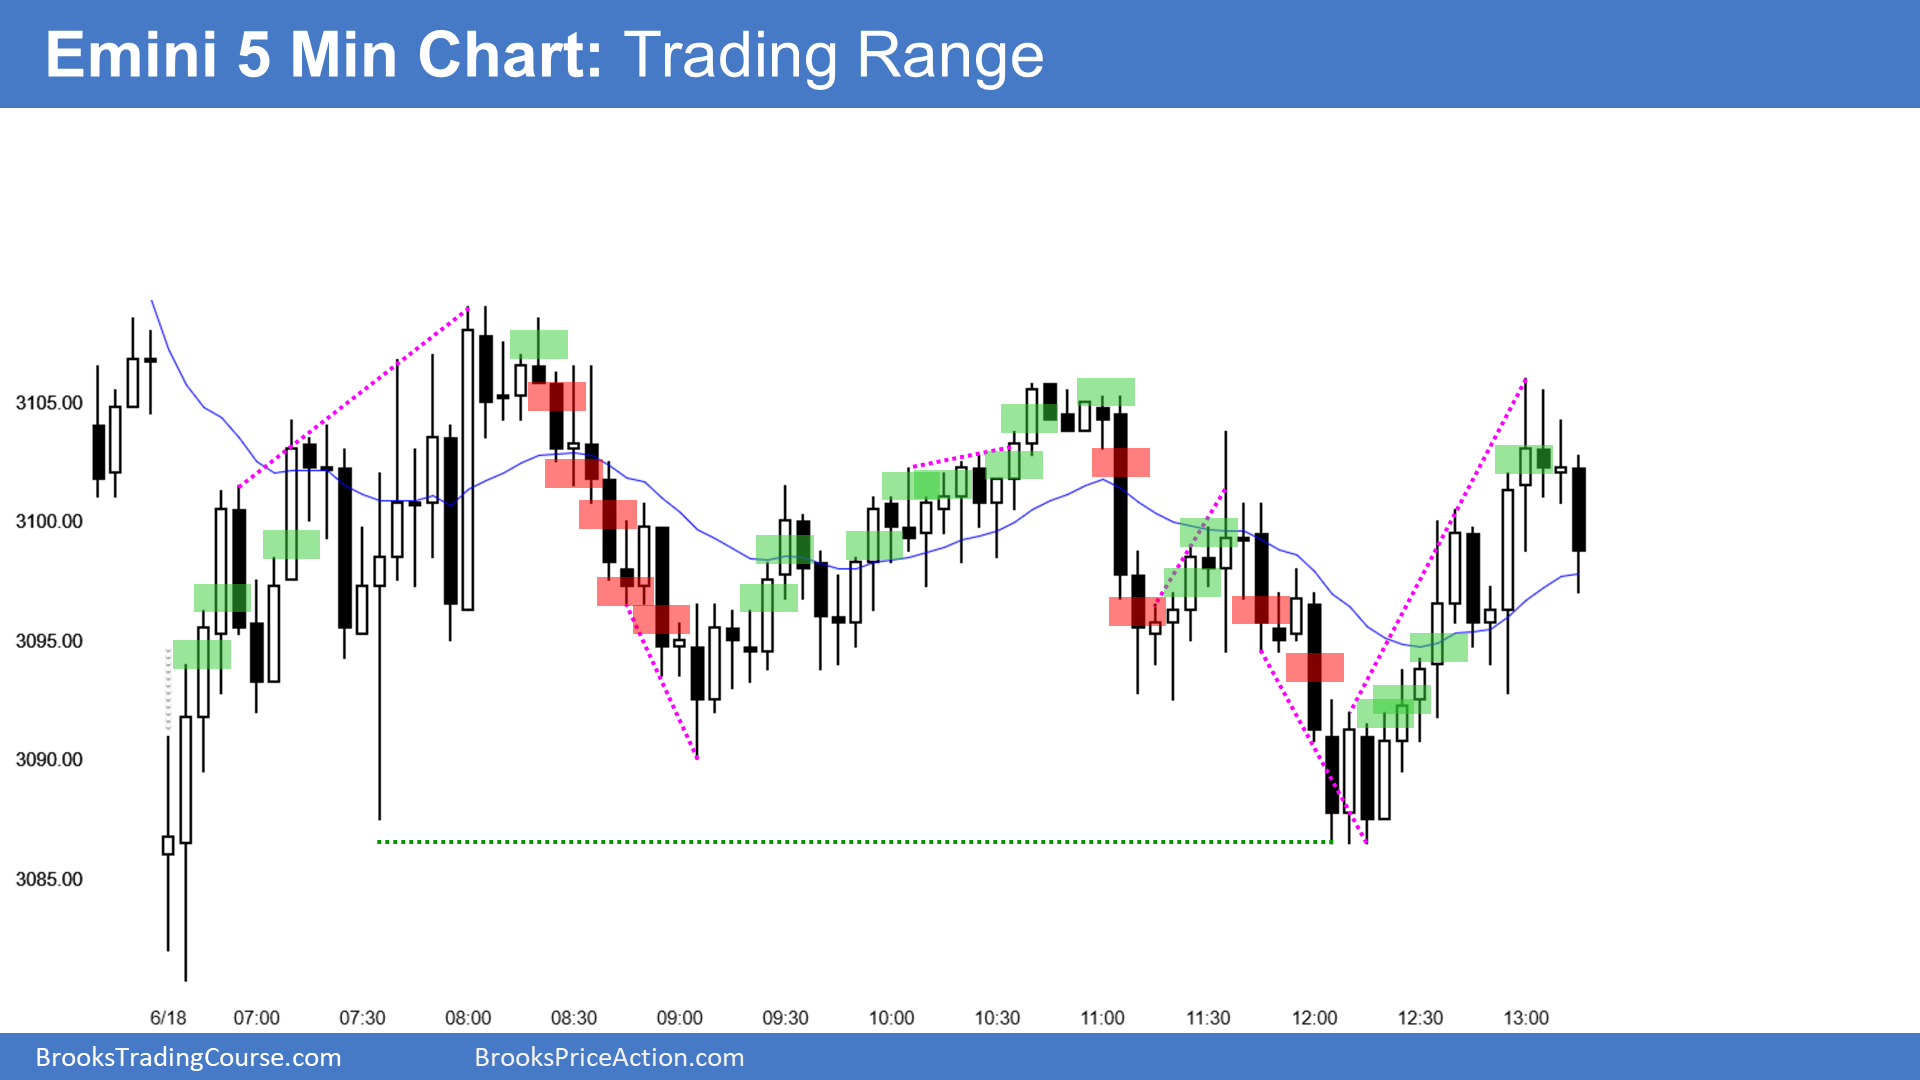 Emini 5 Min Chart: Trading Range
3105.00
3100.00
3095.00
3090.00
3085.00
6/18 07:00 07:30 08:00 08:30 09:00 09:30 10:00 10:30 11:00 11:30 12:00 12:30 13:00
BrooksTradingCourse.com BrooksPriceAction.com